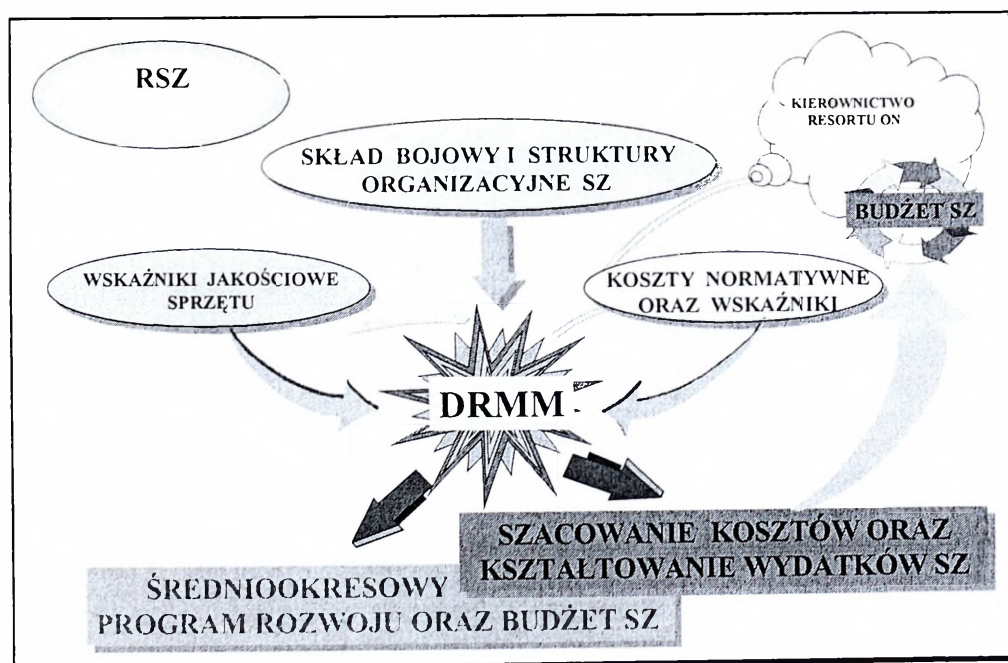 RSZ
KIEROWNICTWO
RESORTU ON
SKŁAD BOJOWY I STRUKTURY
ORGANIZACYJNE SZ
BUDŻET SZ
WSKAŹNIKI JAKOŚCIOWE
SPRZĘTU
KOSZTY NORMATYWNE
ORAZ WSKAŹNIKI
DRMM
SZACOWANIE KOSZTÓW ORAZ
KSZTAŁTOWANIE WYDATKÓW SZ
ŚREDNIOOKRESOWY
PROGRAM ROZWOJU ORAZ BUDŻET SZ